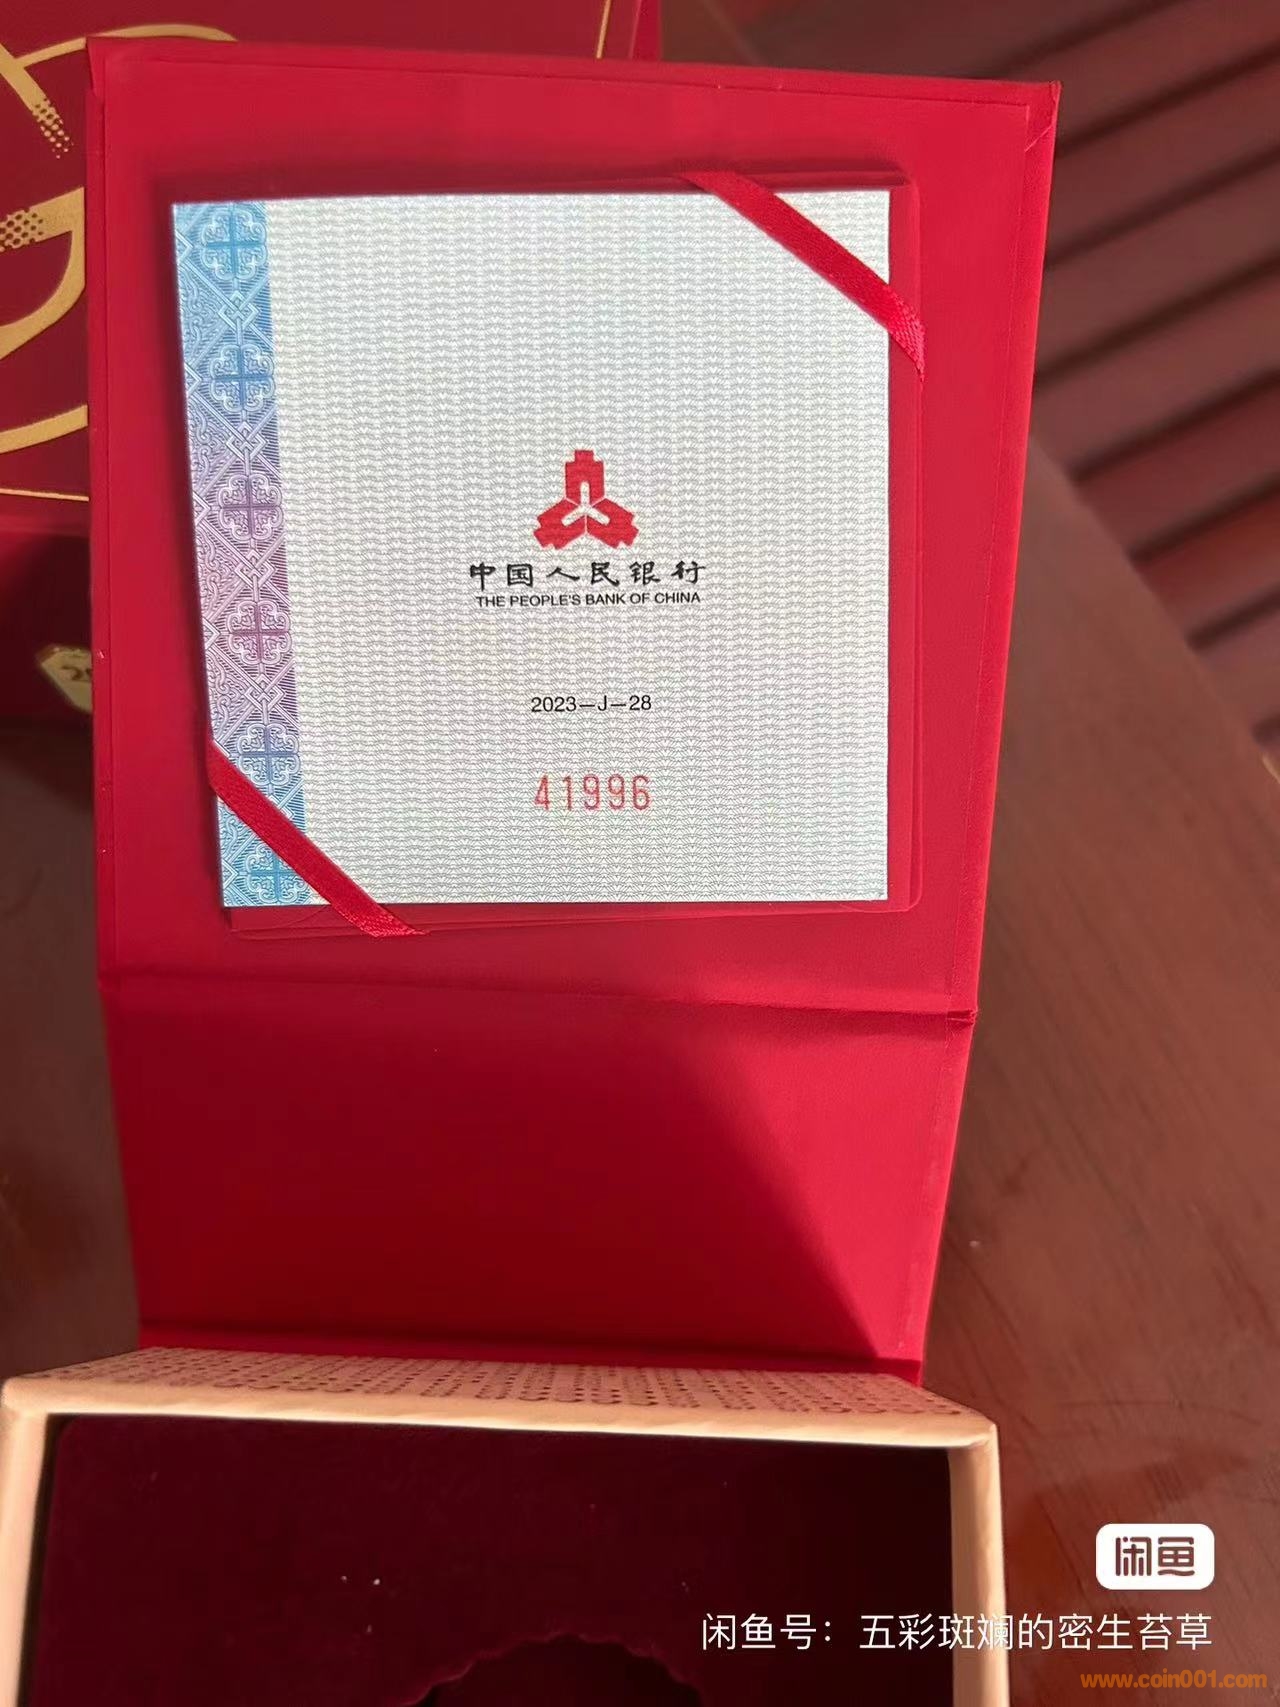 中国人民银行
THE PEOPLE'S BANK OF CHINA
2023—J—28
41996
闲鱼
闲鱼号：五彩斑斓的密生苔草
www.coin001.com